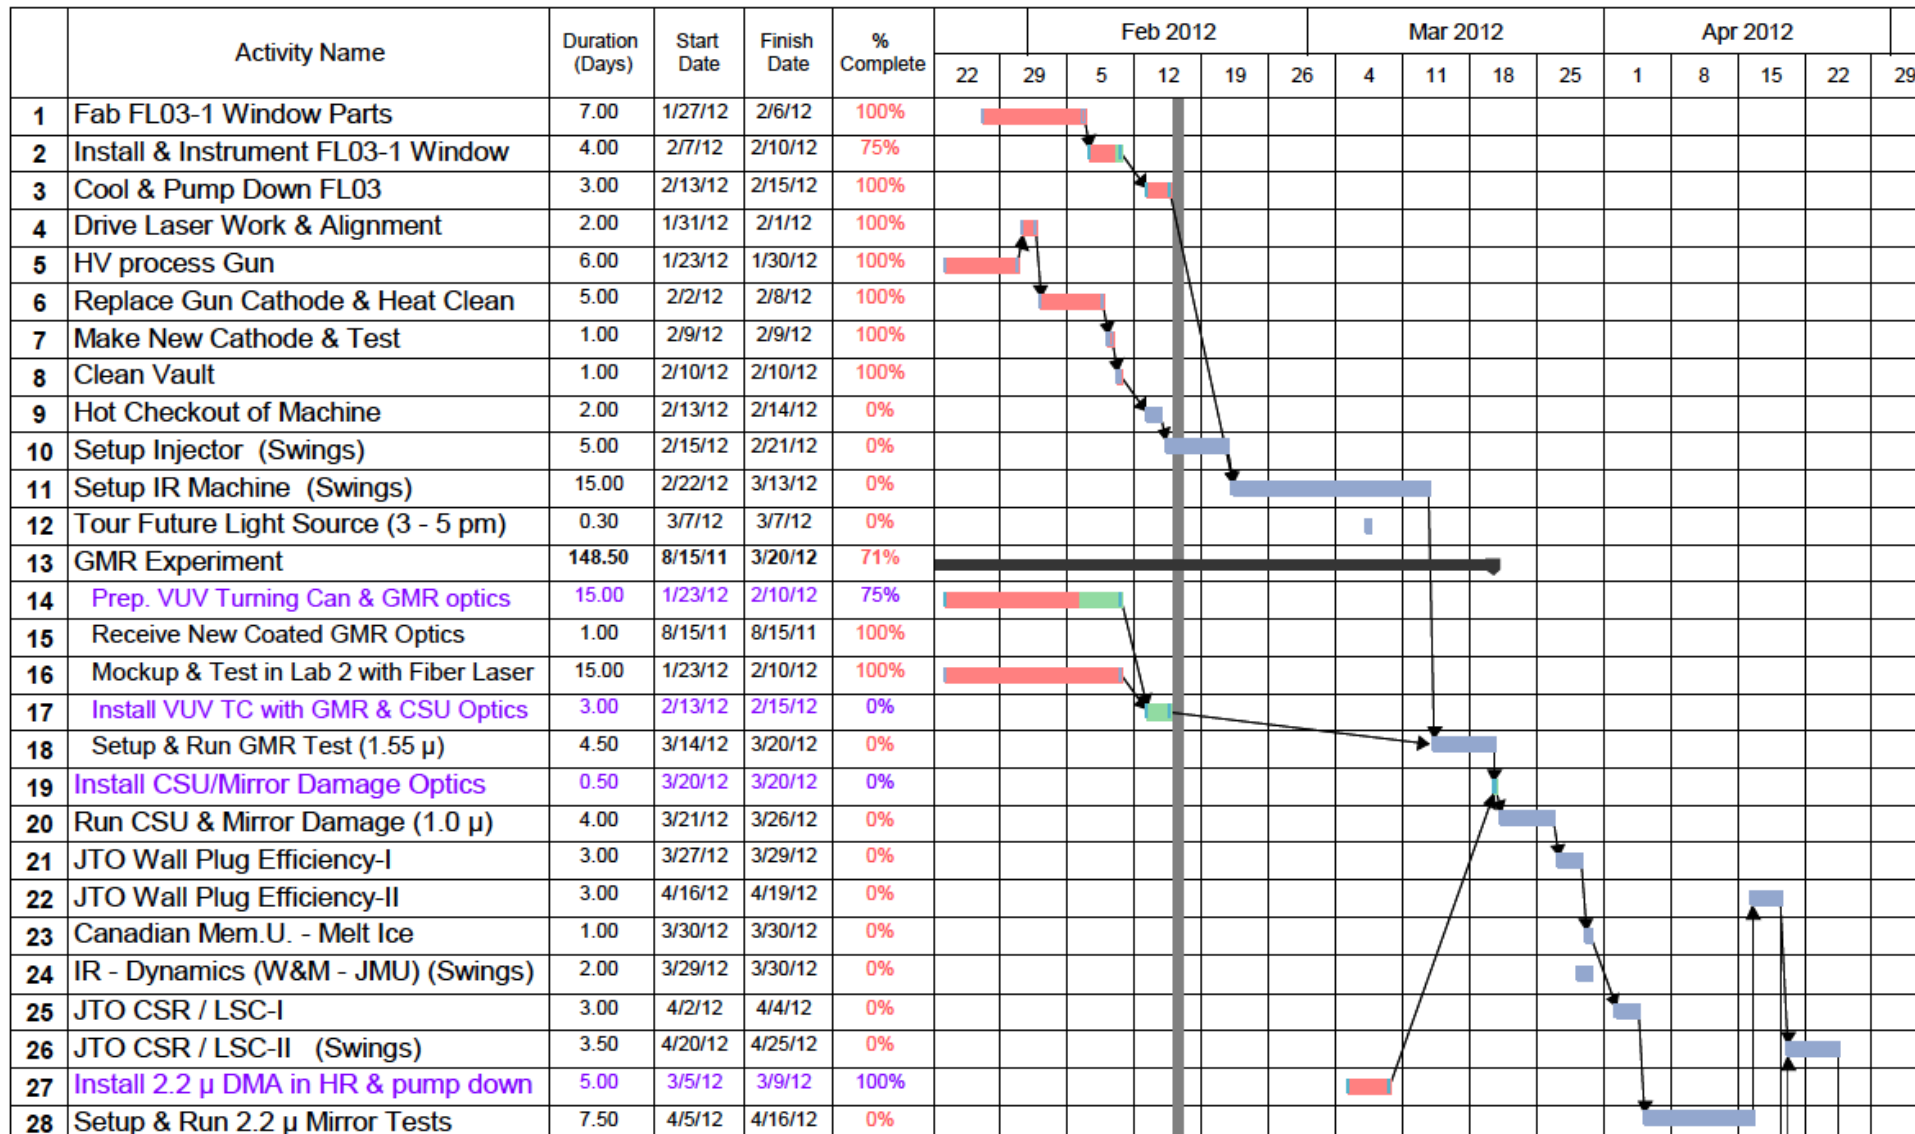 Activity Name Duration (Days) Start Date Finish Date % Complete Feb 2012 Mar 2012 Apr 2012
22 29 5 12 19 26 4 11 18 25 1 8 15 22 29
1 Fab FL03-1 Window Parts 7.00 1/27/12 2/6/12 100%
2 Install & Instrument FL03-1 Window 4.00 2/7/12 2/10/12 75%
3 Cool & Pump Down FL03 3.00 2/13/12 2/15/12 100%
4 Drive Laser Work & Alignment 2.00 1/31/12 2/1/12 100%
5 HV process Gun 6.00 1/23/12 1/30/12 100%
6 Replace Gun Cathode & Heat Clean 5.00 2/2/12 2/8/12 100%
7 Make New Cathode & Test 1.00 2/9/12 2/9/12 100%
8 Clean Vault 1.00 2/10/12 2/10/12 100%
9 Hot Checkout of Machine 2.00 2/13/12 2/14/12 0%
10 Setup Injector (Swings) 5.00 2/15/12 2/21/12 0%
11 Setup IR Machine (Swings) 15.00 2/22/12 3/13/12 0%
12 Tour Future Light Source (3 - 5 pm) 0.30 3/7/12 3/7/12 0%
13 GMR Experiment 148.50 8/15/11 3/20/12 71%
14 Prep. VUV Turning Can & GMR optics 15.00 1/23/12 2/10/12 75%
15 Receive New Coated GMR Optics 1.00 8/15/11 8/15/11 100%
16 Mockup & Test in Lab 2 with Fiber Laser 15.00 1/23/12 2/10/12 100%
17 Install VUV TC with GMR & CSU Optics 3.00 2/13/12 2/15/12 0%
18 Setup & Run GMR Test (1.55 µ) 4.50 3/14/12 3/20/12 0%
19 Install CSU/Mirror Damage Optics 0.50 3/20/12 3/20/12 0%
20 Run CSU & Mirror Damage (1.0 µ) 4.00 3/21/12 3/26/12 0%
21 JTO Wall Plug Efficiency-I 3.00 3/27/12 3/29/12 0%
22 JTO Wall Plug Efficiency-II 3.00 4/16/12 4/19/12 0%
23 Canadian Mem.U. - Melt Ice 1.00 3/30/12 3/30/12 0%
24 IR - Dynamics (W&M - JMU) (Swings) 2.00 3/29/12 3/30/12 0%
25 JTO CSR / LSC-I 3.00 4/2/12 4/4/12 0%
26 JTO CSR / LSC-II (Swings) 3.50 4/20/12 4/25/12 0%
27 Install 2.2 µ DMA in HR & pump down 5.00 3/5/12 3/9/12 100%
28 Setup & Run 2.2 µ Mirror Tests 7.50 4/5/12 4/16/12 0%